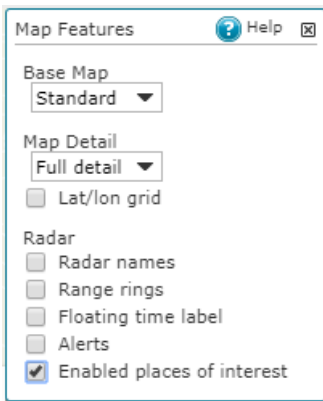 Map Features Help
Base Map
Standard
Map Detail
Full detail
Lat/lon grid
Radar
Radar names
Range rings
Floating time label
Alerts
Enabled places of interest